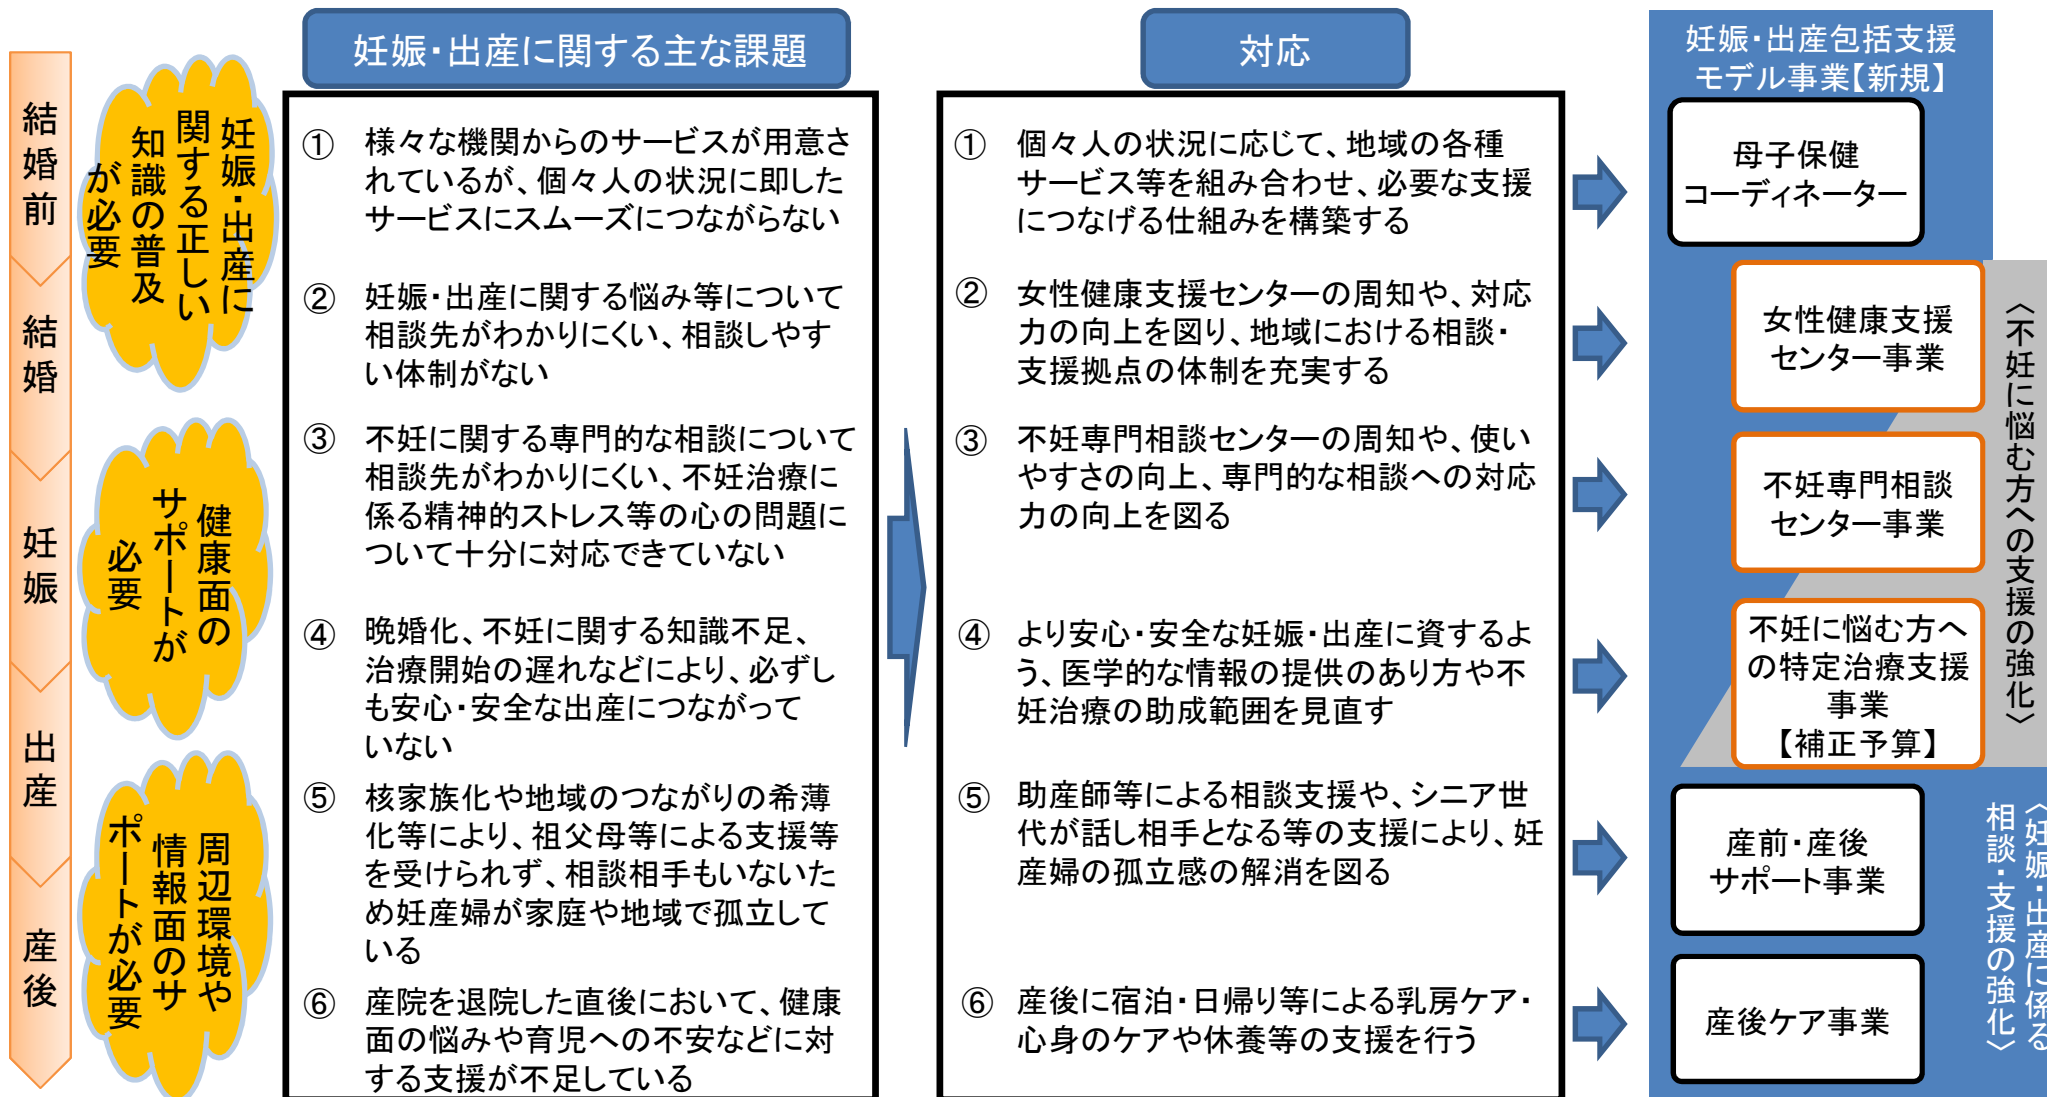 結婚前
結婚
妊娠
出産
産後
妊娠・出産に
関する正しい
知識の普及
が必要
健康面の
サポートが
必要
周辺環境や
情報面のサ
ポートが必要
妊娠・出産に関する主な課題
① 様々な機関からのサービスが用意さ
れているが、個々人の状況に即した
サービスにスムーズにつながらない
② 妊娠・出産に関する悩み等について
相談先がわかりにくい、相談しやす
い体制がない
③ 不妊に関する専門的な相談について
相談先がわかりにくい、不妊治療に
係る精神的ストレス等の心の問題に
ついて十分に対応できていない
④ 晩婚化、不妊に関する知識不足、
治療開始の遅れなどにより、必ずし
も安心・安全な出産につながって
いない
⑤ 核家族化や地域のつながりの希薄
化等により、祖父母等による支援等
を受けられず、相談相手もいないた
め妊産婦が家庭や地域で孤立して
いる
⑥ 産院を退院した直後において、健康
面の悩みや育児への不安などに対
する支援が不足している
対応
① 個々人の状況に応じて、地域の各種
サービス等を組み合わせ、必要な支援
につなげる仕組みを構築する
② 女性健康支援センターの周知や、対応
力の向上を図り、地域における相談・
支援拠点の体制を充実する
③ 不妊専門相談センターの周知や、使い
やすさの向上、専門的な相談への対応
力の向上を図る
④ より安心・安全な妊娠・出産に資するよ
う、医学的な情報の提供のあり方や不
妊治療の助成範囲を見直す
⑤ 助産師等による相談支援や、シニア世
代が話し相手となる等の支援により、妊
産婦の孤立感の解消を図る
⑥ 産後に宿泊・日帰り等による乳房ケア・
心身のケアや休養等の支援を行う
妊娠・出産包括支援
モデル事業【新規】
母子保健
コーディネーター
女性健康支援
センター事業
不妊専門相談
センター事業
不妊に悩む方へ
の特定治療支援
事業
【補正予算】
産前・産後
サポート事業
産後ケア事業
〈不妊に悩む方への支援の強化〉
〈妊娠・出産に係る
相談・支援の強化〉